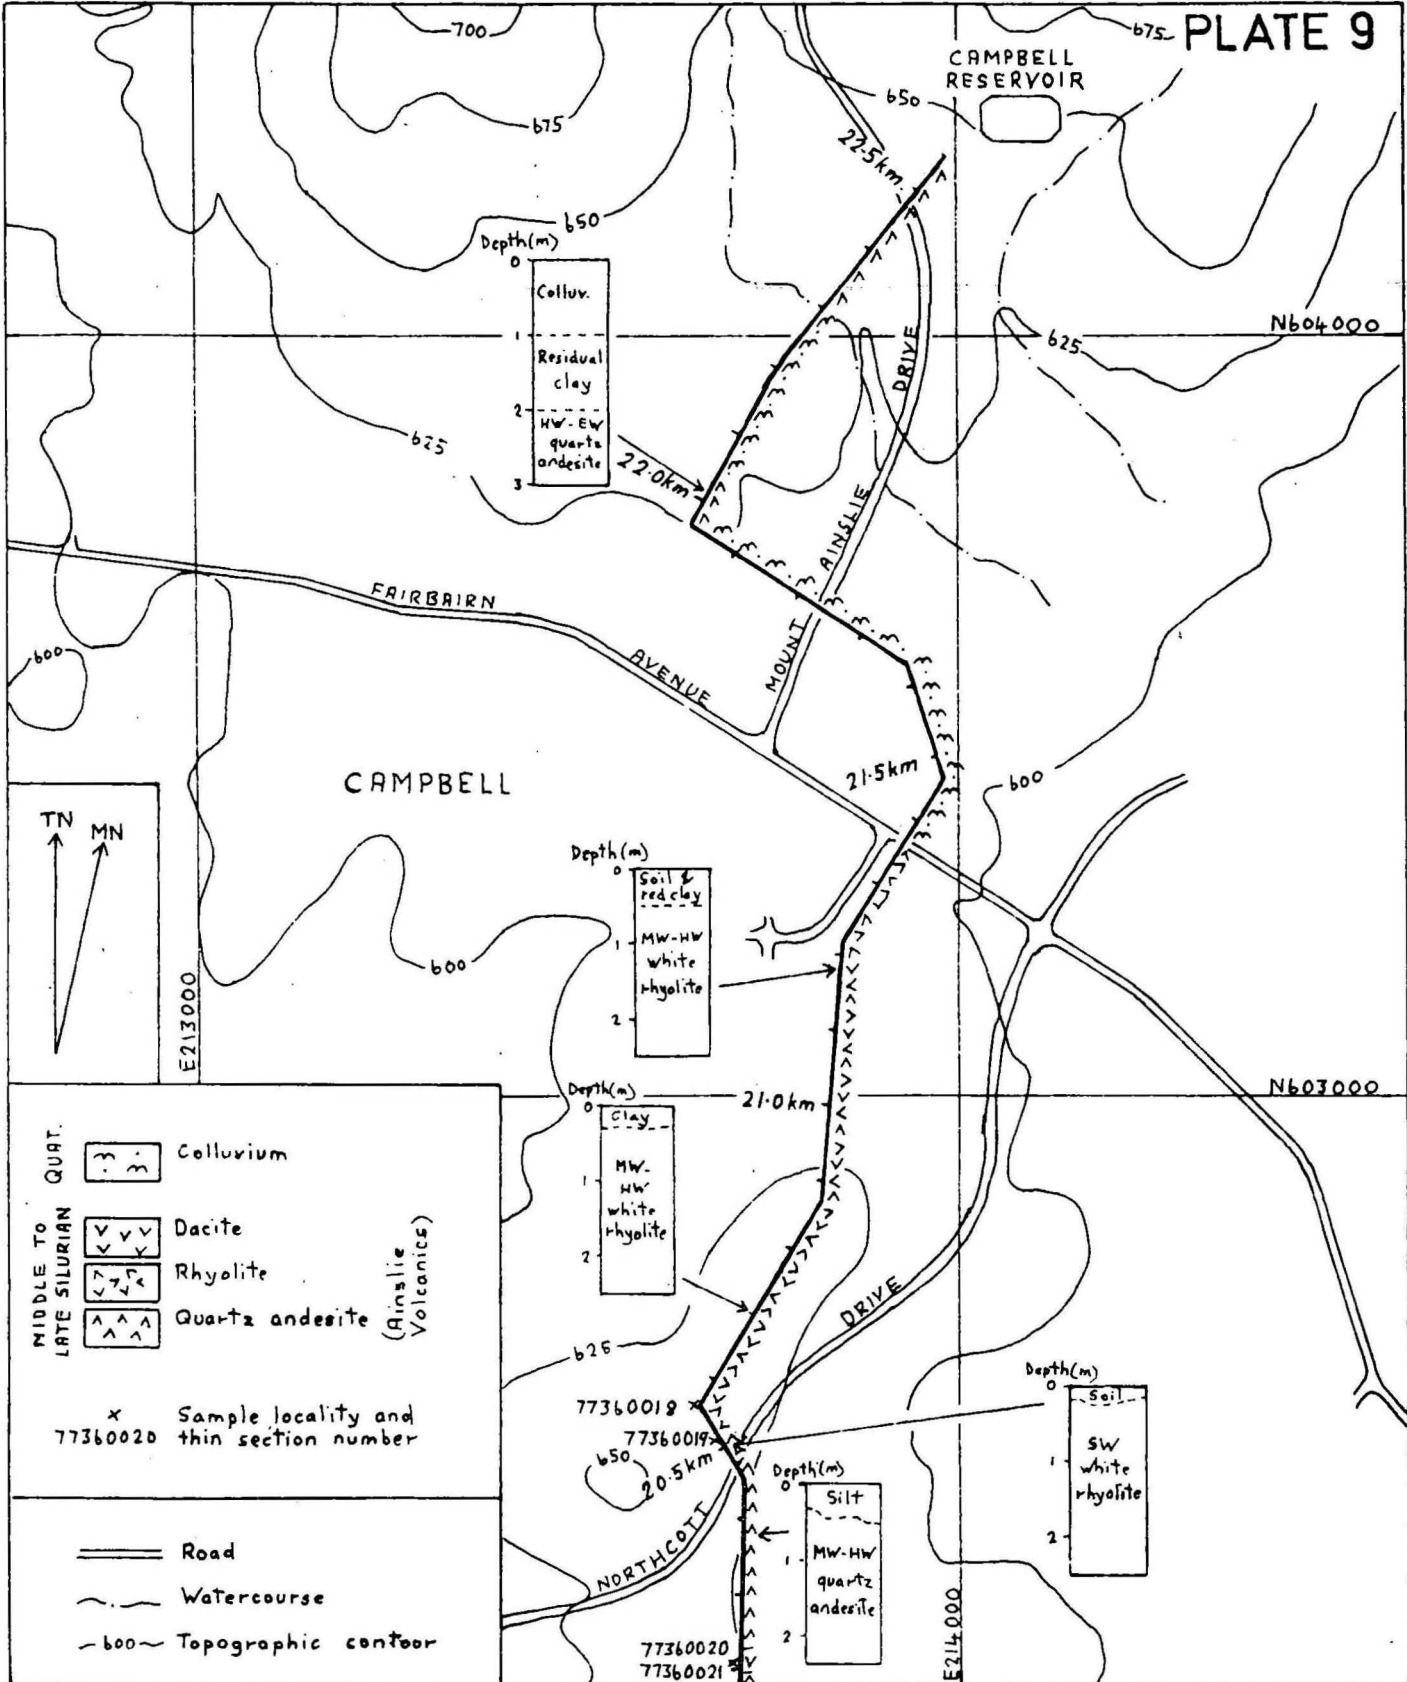 PLATE 9
700
675
CAMPBELL
RESERVOIR
650
675
22.5km
650
Depth(m)
0
Colluv.
1
Residual
clay
2
HW-EW
quartz
andesite
3
N604000
625
DRIVE
625
22.0km
AINSLIE
MOUNT
FAIRBAIRN
AVENUE
600
21.5km
600
CAMPBELL
TN
MN
E213000
Depth(m)
0
Soil &
red clay
1
MW-HW
white
rhyolite
2
600
N603000
21.0km
Depth(m)
0
Clay
1
MW-
HW
white
rhyolite
2
QUAT.
Colluvium
MIDDLE TO
LATE SILURIAN
Dacite
Rhyolite
Quartz andesite
(Ainslie
Volcanics)
x
77360020
Sample locality and
thin section number
DRIVE
625
77360018
77360019
650
20.5km
Depth(m)
0
Soil
1
SW
white
rhyolite
2
Depth(m)
0
Silt
1
MW-HW
quartz
andesite
2
NORTHCOTT
77360020
77360021
E214000
Road
Watercourse
600 Topographic contour